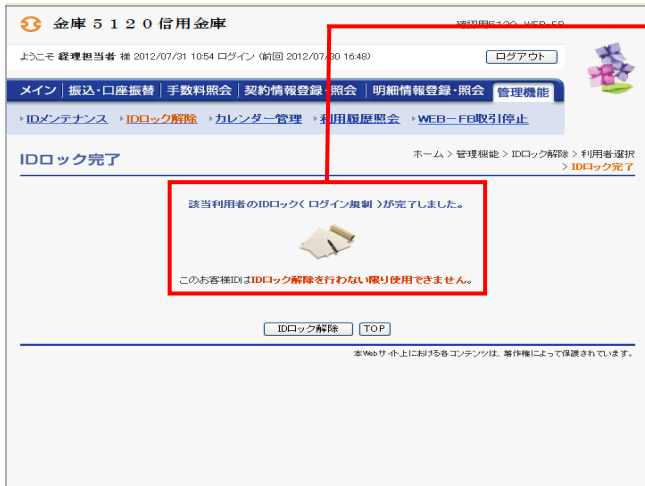 金庫５１２０信用金庫
確認用5120 WEB-FB
ようこそ 経理担当者 様 2012/07/31 10:54 ログイン (前回 2012/07/30 16:48)
ログアウト
メイン 振込・口座振替 手数料照会 契約情報登録・照会 明細情報登録・照会 管理機能
IDメンテナンス IDロック解除 カレンダー管理 利用履歴照会 WEB－FB取引停止
IDロック完了
ホーム > 管理機能 > IDロック解除 > 利用者選択
> IDロック完了
該当利用者のIDロック( ログイン規制 )が完了しました。
このお客様IDはIDロック解除を行わない限り使用できません。
IDロック解除 TOP
本Webサイト上における各コンテンツは、著作権によって保護されています。